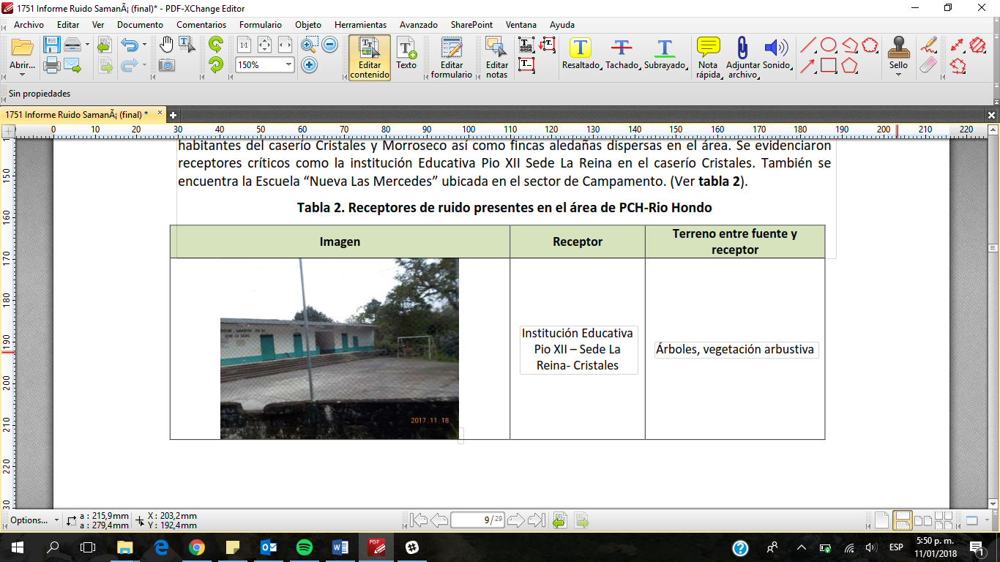 1751 Informe Ruido SamanÃ¡ (final)* - PDF-XChange Editor
Archivo Editar Ver Documento Comentarios Formulario Objeto Herramientas Avanzado SharePoint Ventana Ayuda
Abrir...
150%
Editar contenido
Texto
Editar formulario
Editar notas
Resaltado
Tachado
Subrayado
Nota rápida
Adjuntar archivo
Sonido
Sello
Sin propiedades
1751 Informe Ruido SamanÃ¡ (final) *
0 10 20 30 40 50 60 70 80 90 100 110 120 130 140 150 160 170 180 190 200 210 220
150
160
170
180
190
200
210
220
habitantes del caserío Cristales y Morroseco así como fincas aledañas dispersas en el área. Se evidenciaron
receptores críticos como la institución Educativa Pio XII Sede La Reina en el caserío Cristales. También se
encuentra la Escuela “Nueva Las Mercedes” ubicada en el sector de Campamento. (Ver tabla 2).
Tabla 2. Receptores de ruido presentes en el área de PCH-Rio Hondo
Imagen
Receptor
Terreno entre fuente y
receptor
2017.11.18
Institución Educativa
Pio XII – Sede La
Reina- Cristales
Árboles, vegetación arbustiva
Options...
a : 215,9mm
a : 279,4mm
X : 203,2mm
Y : 192,4mm
9 / 29
ESP
5:50 p. m.
11/01/2018
1